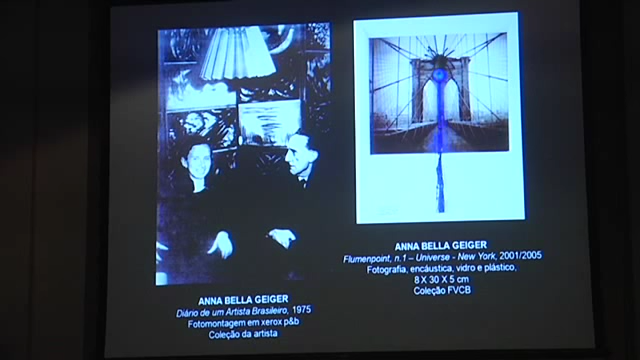 ANNA BELLA GEIGER
Diário de um Artista Brasileiro, 1975
Fotomontagem em xerox p&b
Coleção da artista
ANNA BELLA GEIGER
Flumenpoint, n.1 – Universe - New York, 2001/2005
Fotografia, encáustica, vidro e plástico,
8 X 30 X 5 cm
Coleção FVCB